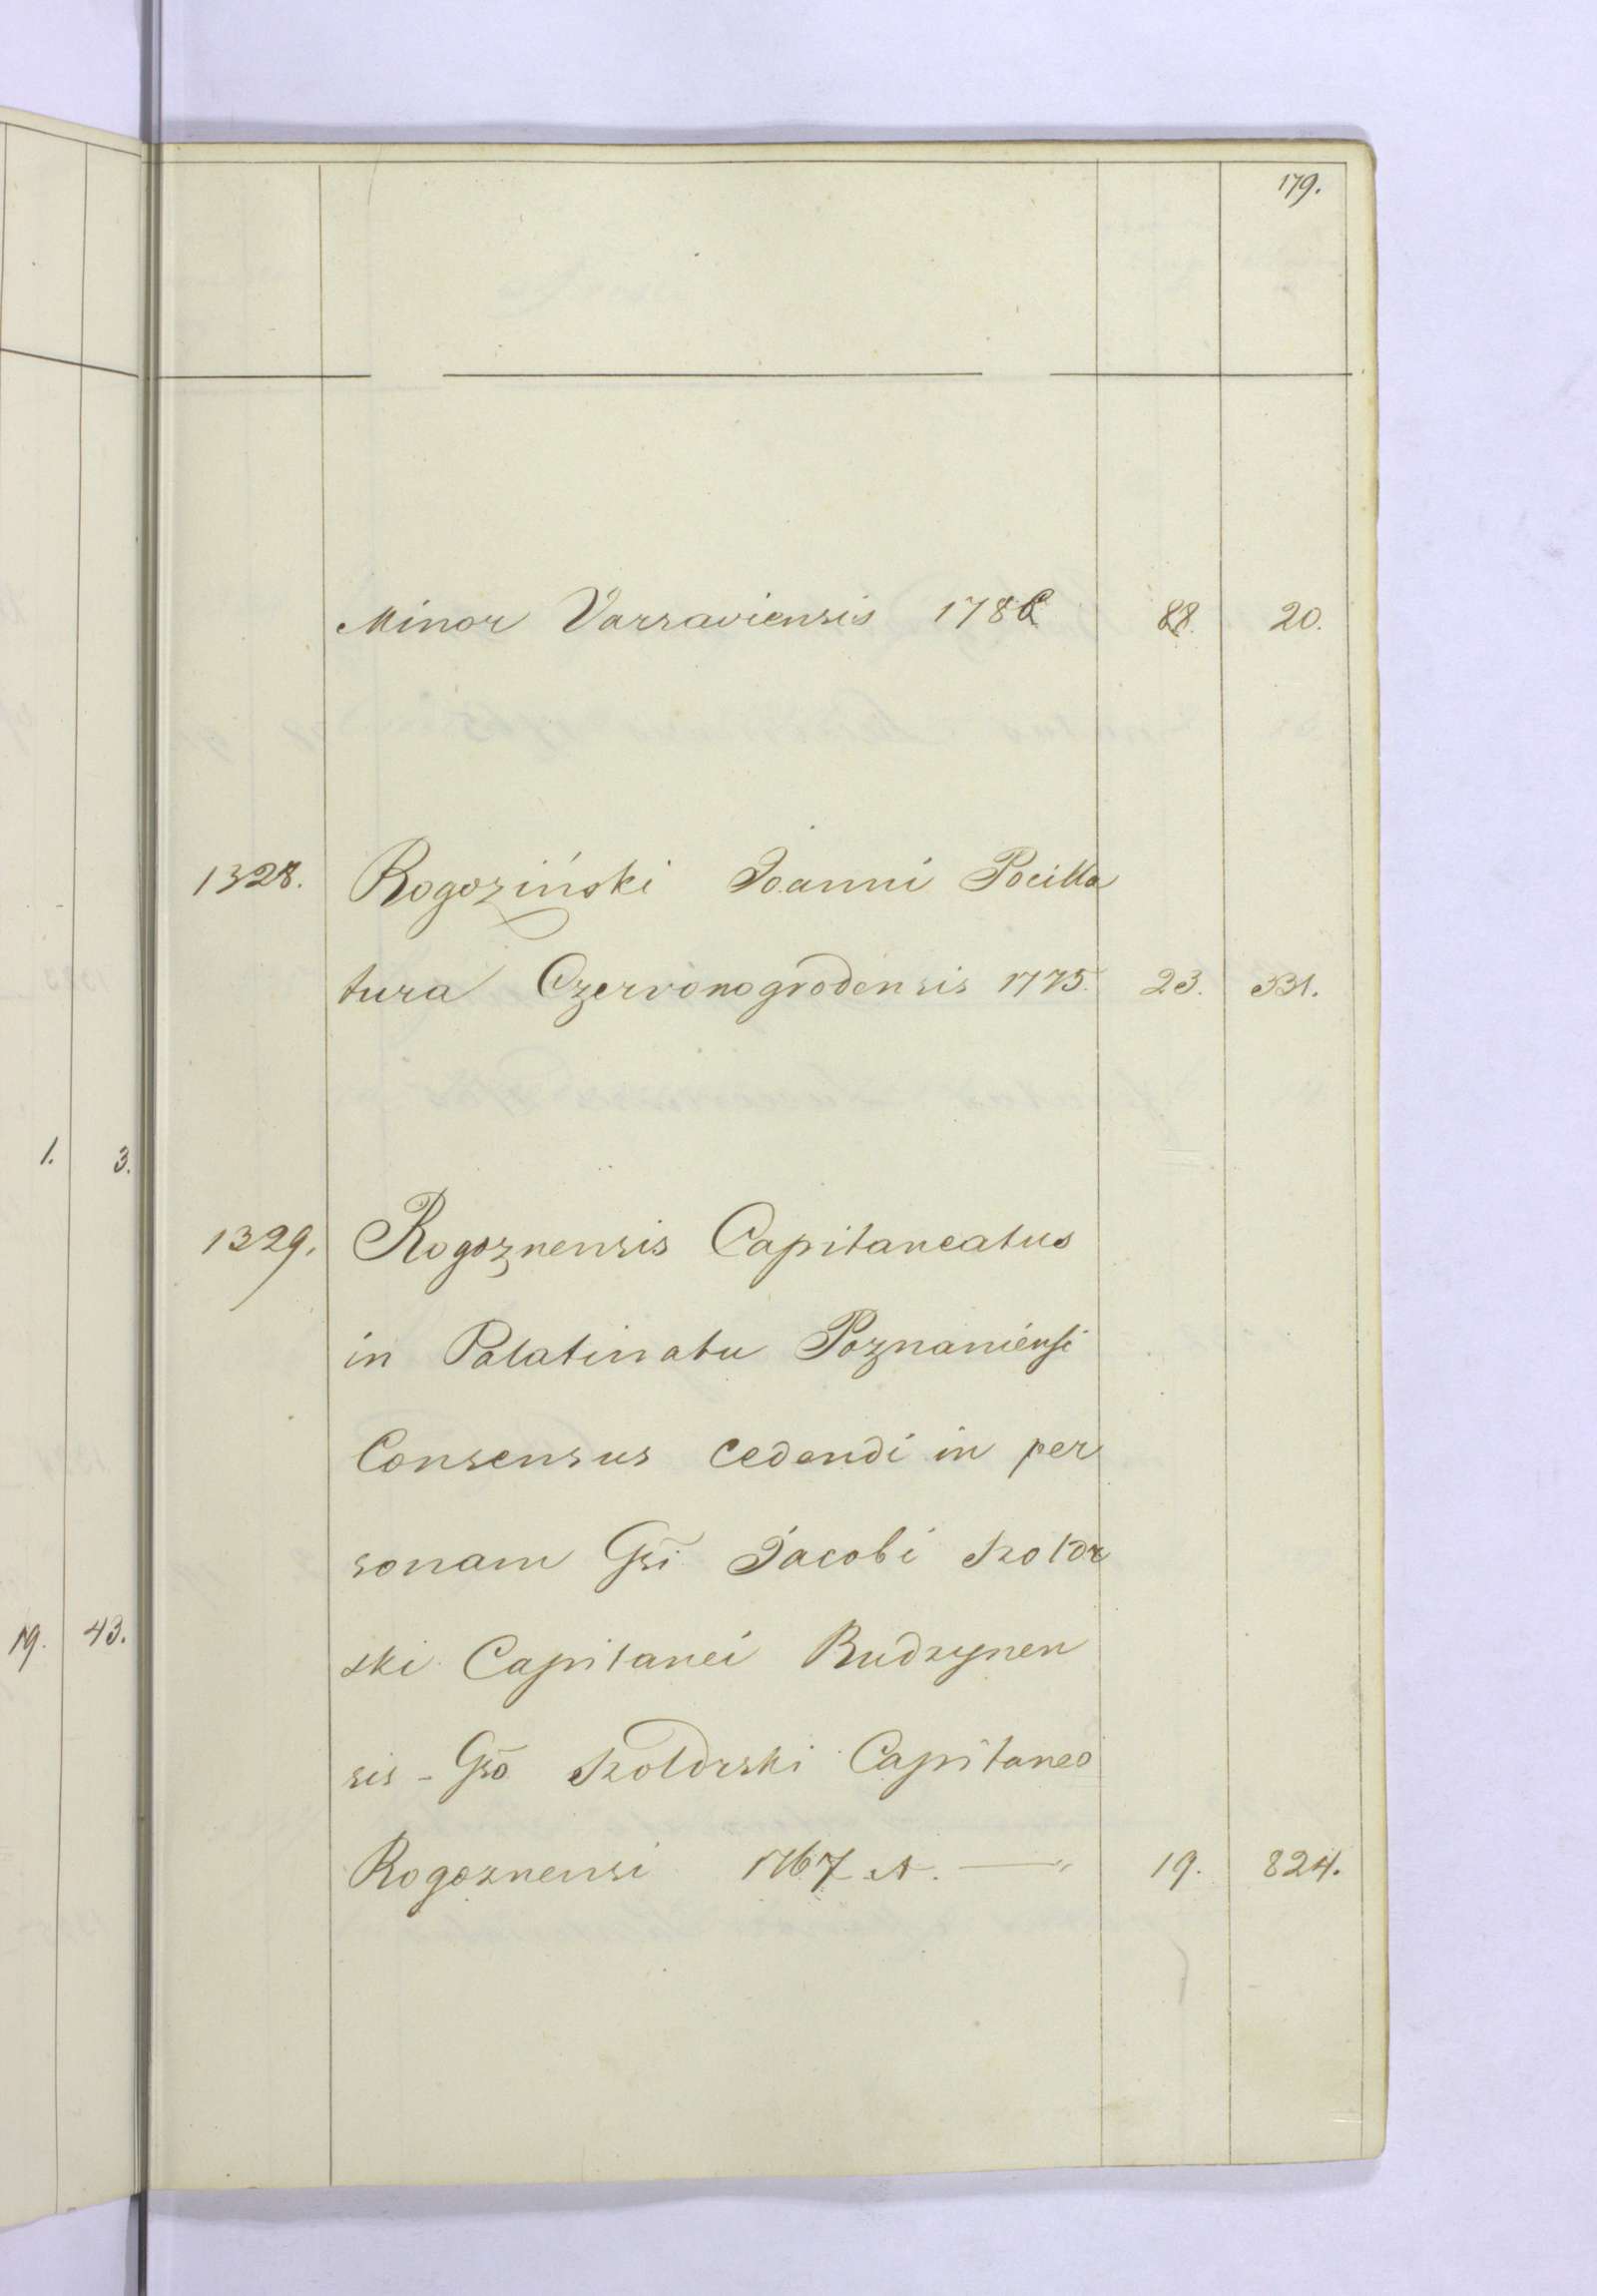 179.
Minor Varsaviensis 1786 88. 20.
1328. Rogoziński Joanni Pocilla
tura Czervonogrodensis 1775. 23. 331.
1. 3.
1329. Rogoznensis Capitaneatus
in Palatinatu Poznaniensi
Consensus cedendi in per
sonam Gsi Jacobi Szoldr
19. 43.
ski Capitanei Budzynen
sis - Gso Szoldrski Capitaneo
Rogoznensi 1767 A. — 19. 824.